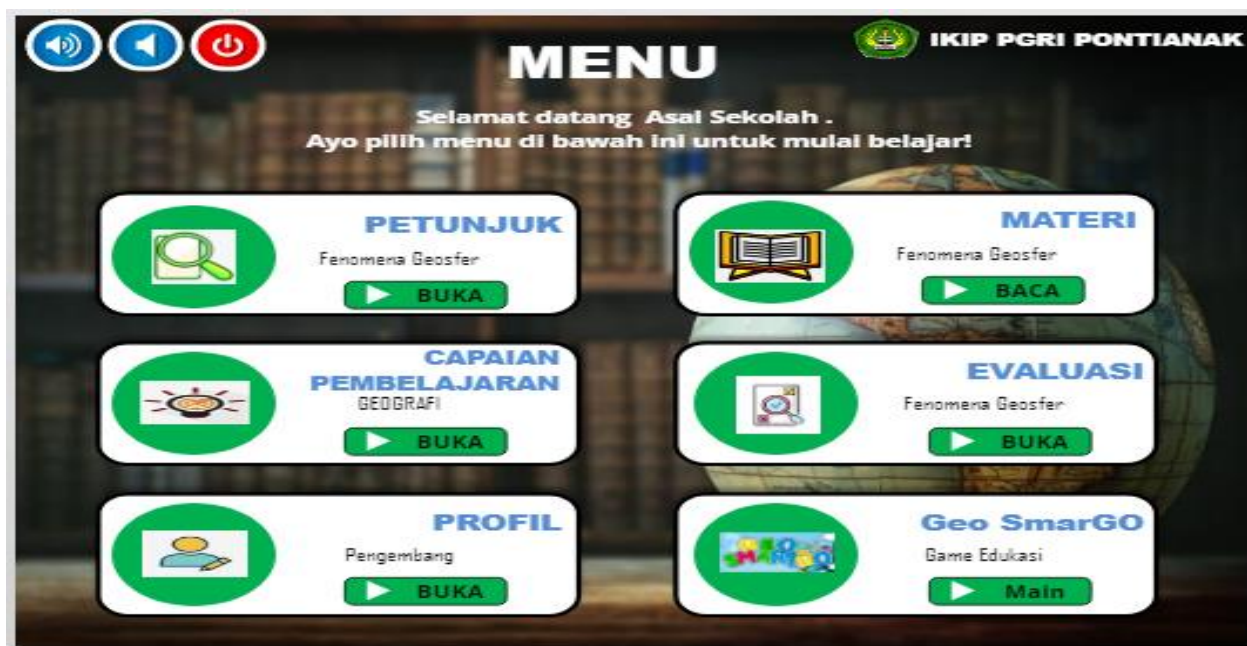 IKIP PGRI PONTIANAK
MENU
Selamat datang Asal Sekolah .
Ayo pilih menu di bawah ini untuk mulai belajar!
PETUNJUK
Fenomena Geosfer
BUKA
MATERI
Fenomena Geosfer
BACA
CAPAIAN
PEMBELAJARAN
GEOGRAFI
BUKA
EVALUASI
Fenomena Geosfer
BUKA
PROFIL
Pengembang
BUKA
Geo SmarGO
Game Edukasi
Main